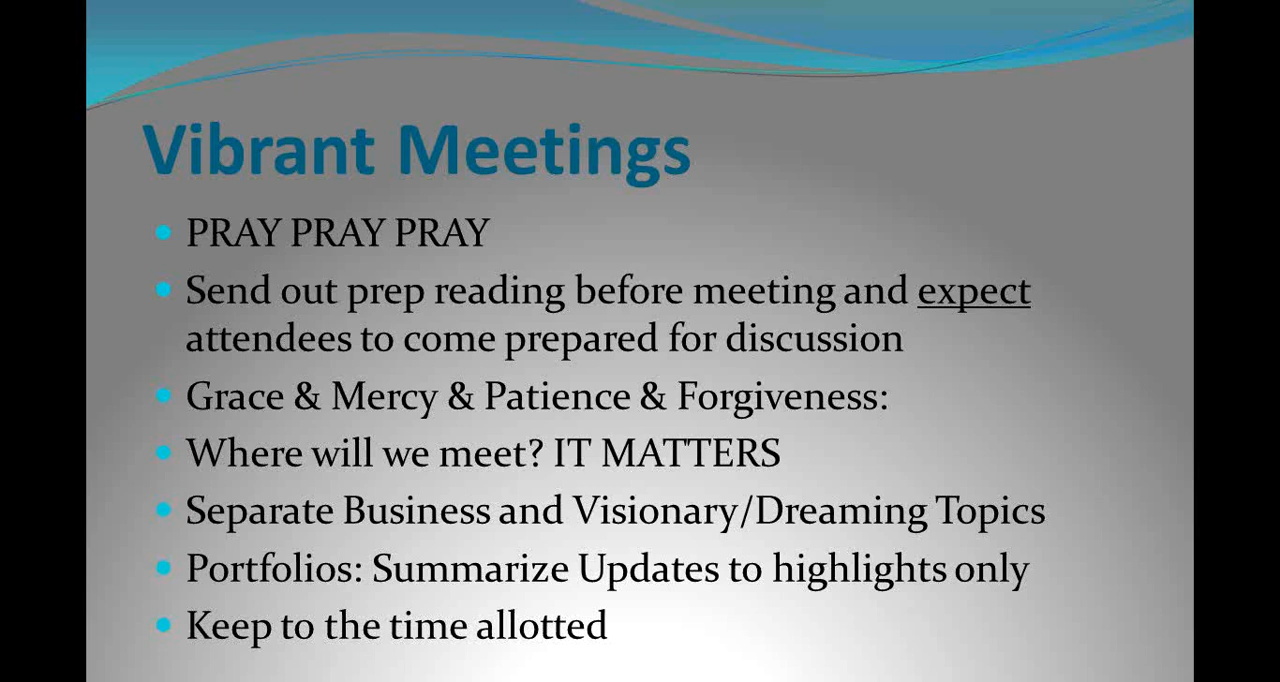 Vibrant Meetings
PRAY PRAY PRAY
Send out prep reading before meeting and expect
attendees to come prepared for discussion
Grace & Mercy & Patience & Forgiveness:
Where will we meet? IT MATTERS
Separate Business and Visionary/Dreaming Topics
Portfolios: Summarize Updates to highlights only
Keep to the time allotted